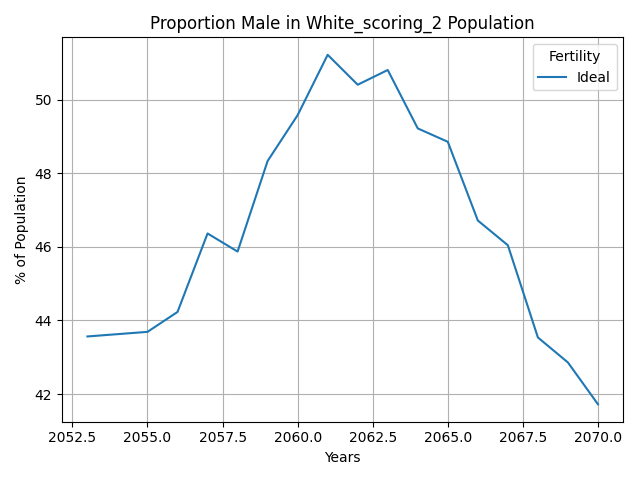 Proportion Male in White_scoring_2 Population
Fertility
Ideal
% of Population
50
48
46
44
42
2052.5 2055.0 2057.5 2060.0 2062.5 2065.0 2067.5 2070.0
Years